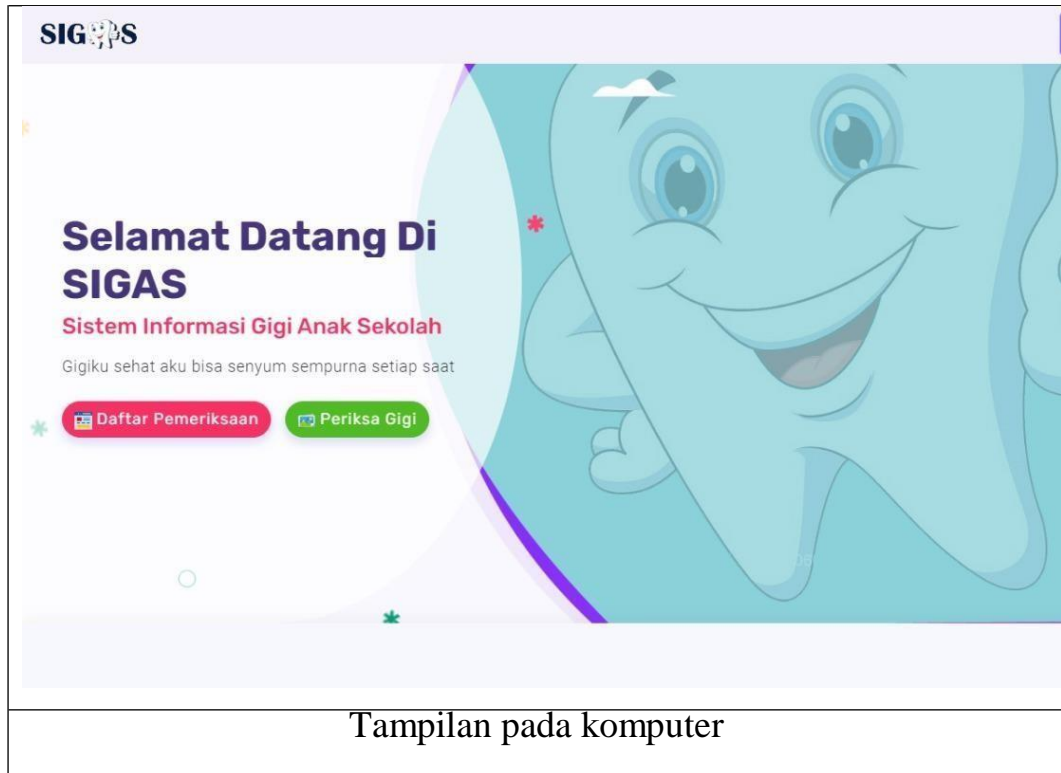 SIGAS
Selamat Datang Di
SIGAS
Sistem Informasi Gigi Anak Sekolah
Gigiku sehat aku bisa senyum sempurna setiap saat
Daftar Pemeriksaan
Periksa Gigi
Tampilan pada komputer